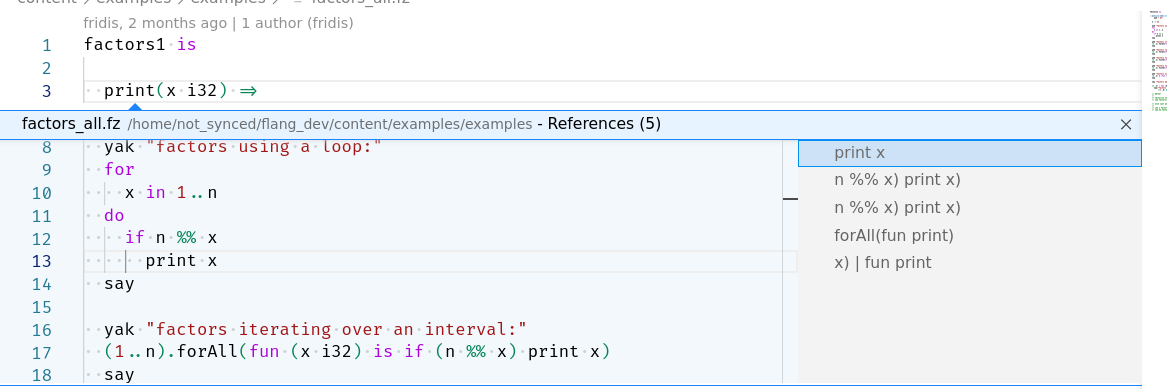 content examples examples factors_all.fz
fridis, 2 months ago | 1 author (fridis)
1 factors1 is
2
3 print(x i32) =>
factors_all.fz /home/not_synced/flang_dev/content/examples/examples - References (5)
8 yak "factors using a loop:"
9 for
10 x in 1..n
11 do
12 if n %% x
13 print x
14 say
15
16 yak "factors iterating over an interval:"
17 (1..n).forAll(fun (x i32) is if (n %% x) print x)
18 say
print x
n %% x) print x)
n %% x) print x)
forAll(fun print)
x) | fun print